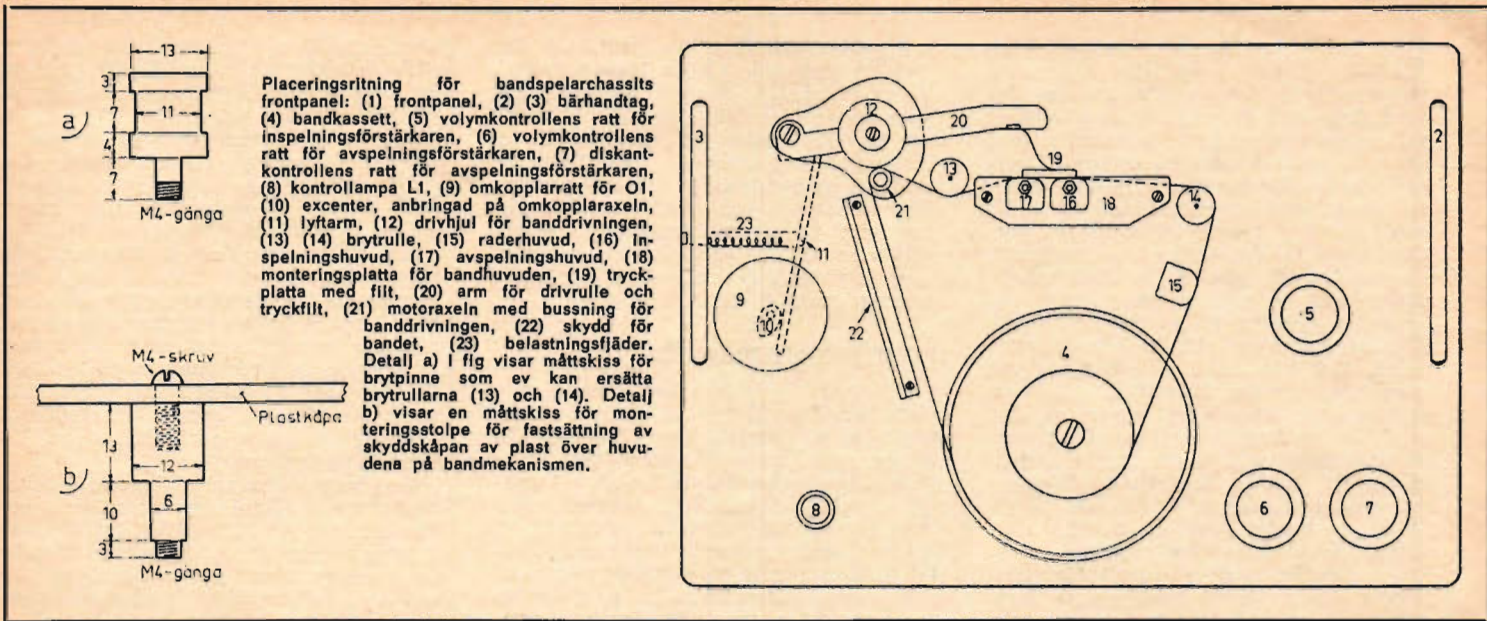 13
3
7
11
a)
4
7
M4-gänga
Placeringsritning för bandspelarchassits
frontpanel: (1) frontpanel, (2) (3) bärhandtag,
(4) bandkassett, (5) volymkontrollens ratt för
inspelningsförstärkaren, (6) volymkontrollens
ratt för avspelningsförstärkaren, (7) diskant-
kontrollens ratt för avspelningsförstärkaren,
(8) kontrollampa L1, (9) omkopplarratt för O1,
(10) excenter, anbringad på omkopplaraxeln,
(11) lyftarm, (12) drivhjul för banddrivningen,
(13) (14) brytrulle, (15) raderhuvud, (16) in-
spelningshuvud, (17) avspelningshuvud, (18)
monteringsplatta för bandhuvuden, (19) tryck-
platta med filt, (20) arm för drivrulle och
tryckfilt, (21) motoraxeln med bussning för
banddrivningen, (22) skydd för
bandet, (23) belastningsfjäder.
Detalj a) i fig visar måttskiss för
brytpinne som ev kan ersätta
brytrullarna (13) och (14). Detalj
b) visar en måttskiss för mon-
teringsstolpe för fastsättning av
skyddskåpan av plast över huvu-
dena på bandmekanismen.
M4-skruv
Plastkåpa
13
12
b)
6
10
3
M4-gänga
12
20
3
2
19
13
17
16
18
14
21
23
11
15
9
10
22
5
4
8
6
7